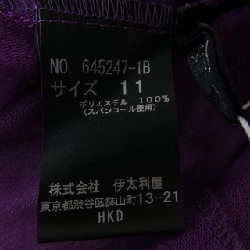 NO. 645247-1B
サイズ 11
ポリエステル 100%
(スパンコール使用)
株式会社 伊太利屋
東京都渋谷区鉢山町13-21
HKD